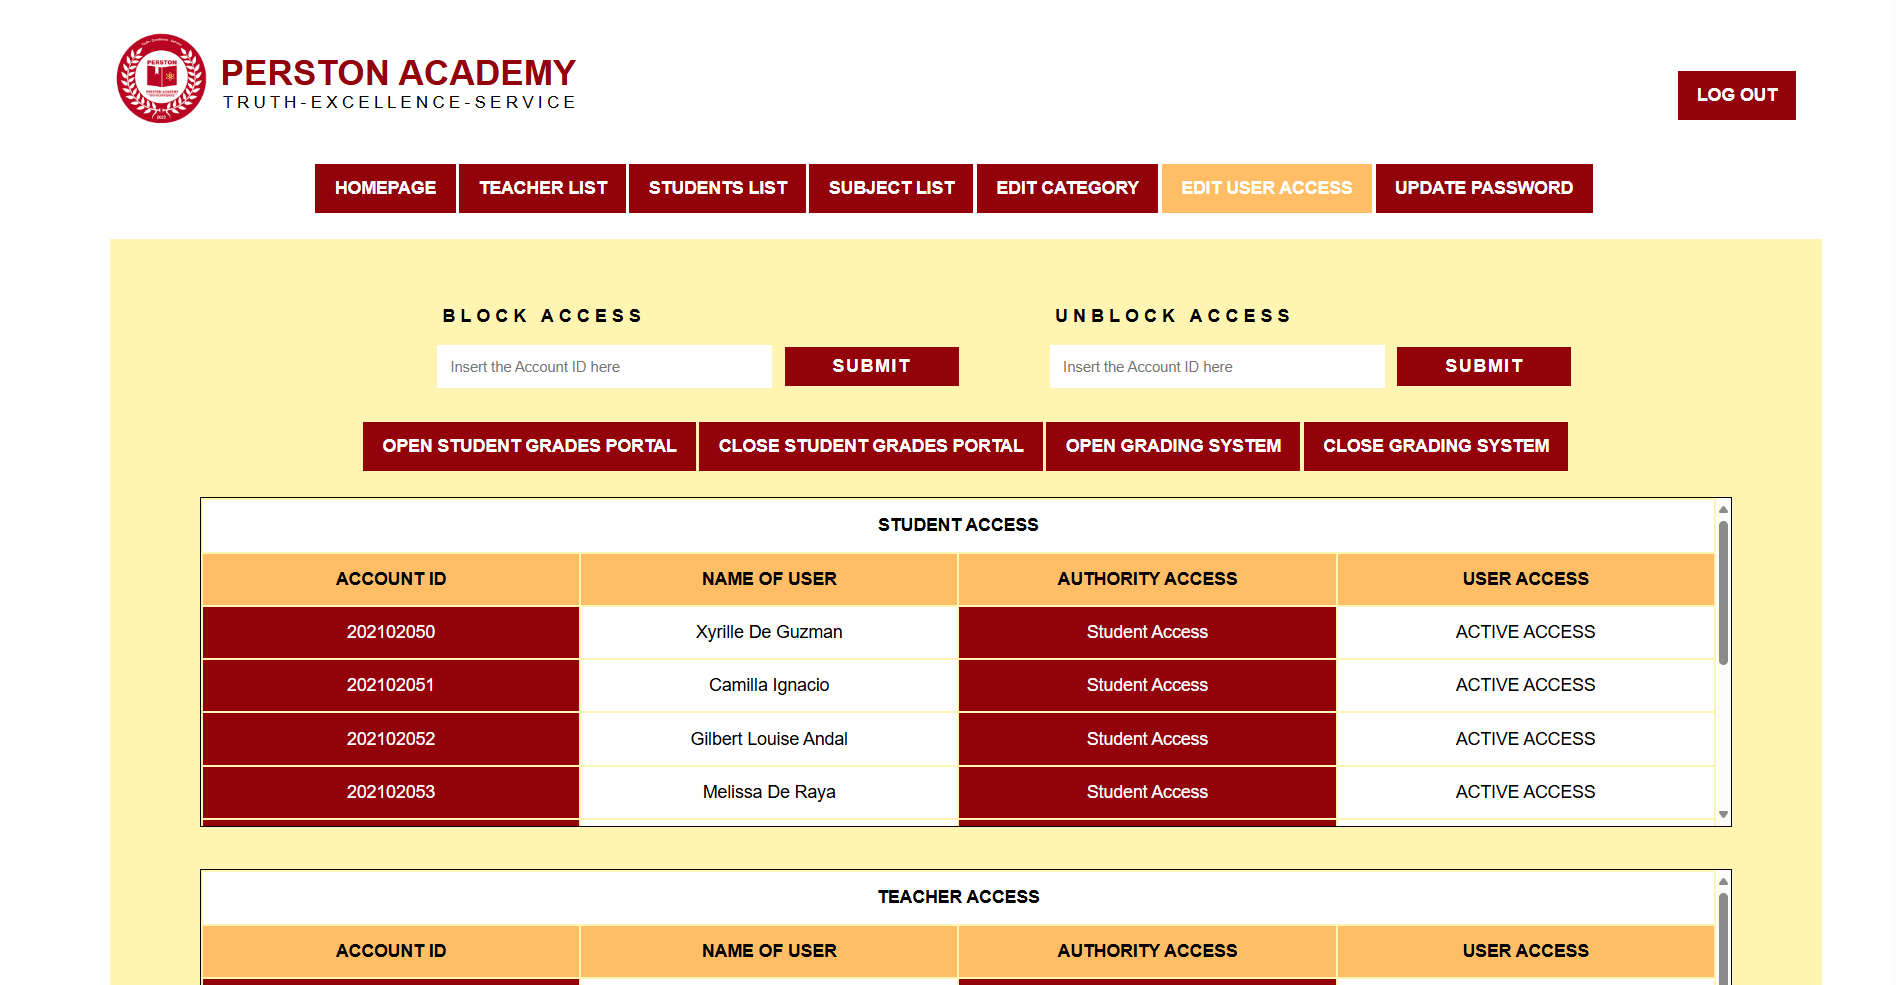 PERSTON
PERSTON ACADEMY
TRUTH-EXCELLENCE-SERVICE
LOG OUT
HOMEPAGE TEACHER LIST STUDENTS LIST SUBJECT LIST EDIT CATEGORY EDIT USER ACCESS UPDATE PASSWORD
BLOCK ACCESS UNBLOCK ACCESS
Insert the Account ID here SUBMIT Insert the Account ID here SUBMIT
OPEN STUDENT GRADES PORTAL CLOSE STUDENT GRADES PORTAL OPEN GRADING SYSTEM CLOSE GRADING SYSTEM
STUDENT ACCESS
ACCOUNT ID NAME OF USER AUTHORITY ACCESS USER ACCESS
202102050 Xyrille De Guzman Student Access ACTIVE ACCESS
202102051 Camilla Ignacio Student Access ACTIVE ACCESS
202102052 Gilbert Louise Andal Student Access ACTIVE ACCESS
202102053 Melissa De Raya Student Access ACTIVE ACCESS
TEACHER ACCESS
ACCOUNT ID NAME OF USER AUTHORITY ACCESS USER ACCESS